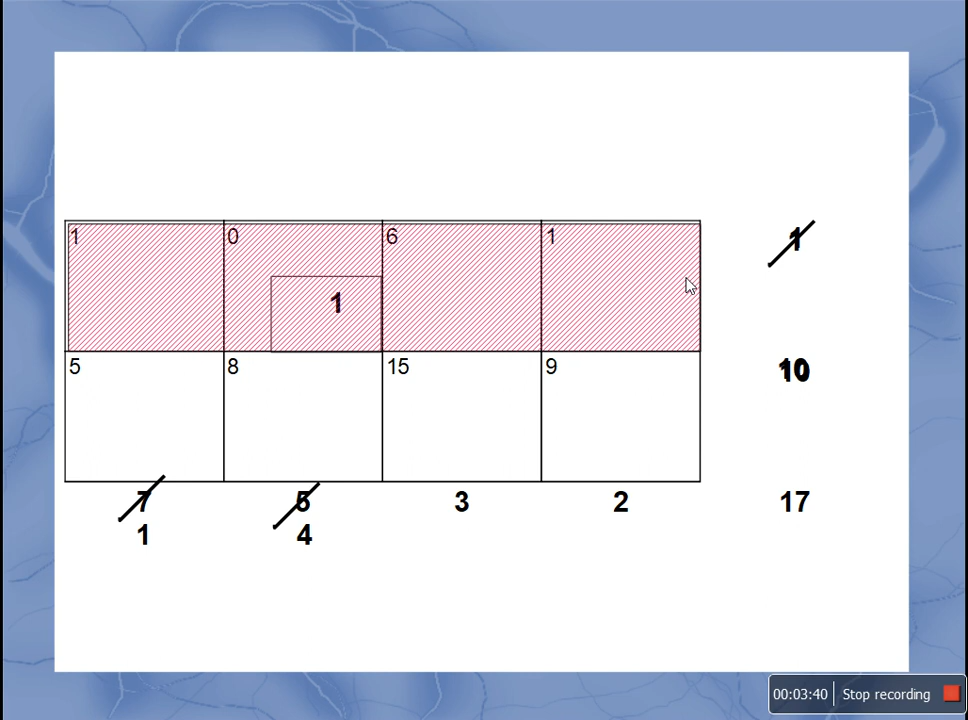 1 0 6 1 1
1
5 8 15 9 10
7 5 3 2 17
1 4
00:03:40 Stop recording